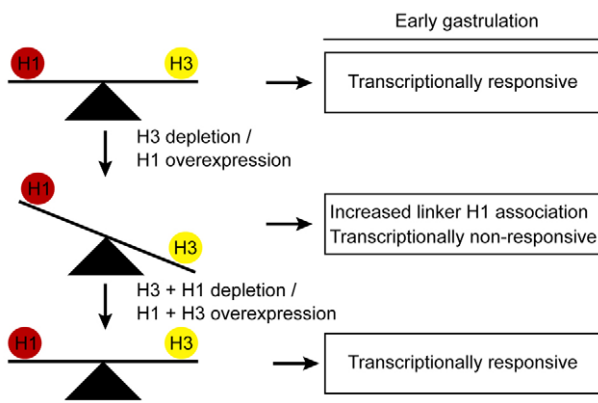 Early gastrulation
H1
H3
Transcriptionally responsive
H3 depletion /
H1 overexpression
H1
H3
Increased linker H1 association
Transcriptionally non-responsive
H3 + H1 depletion /
H1 + H3 overexpression
H1
H3
Transcriptionally responsive